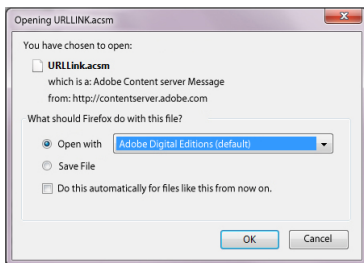 Opening URLLINK.acsm
You have chosen to open:
URLLink.acsm
which is a: Adobe Content server Message
from: http://contentserver.adobe.com
What should Firefox do with this file?
Open with Adobe Digital Editions (default)
Save File
Do this automatically for files like this from now on.
OK Cancel